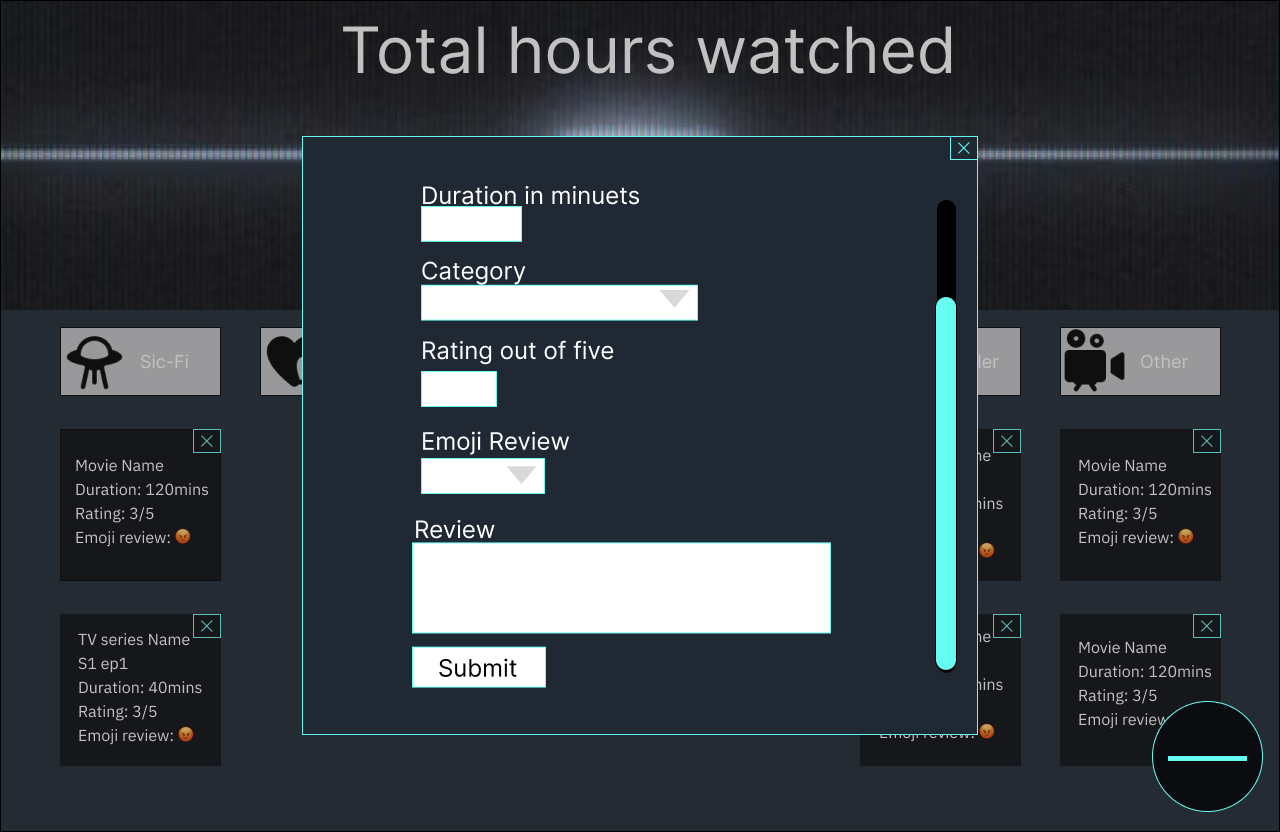 Total hours watched
Duration in minuets
Category
Rating out of five
Emoji Review
Review
Submit
Sic-Fi
ler
Other
Movie Name
Duration: 120mins
Rating: 3/5
Emoji review: 😡
TV series Name
S1 ep1
Duration: 40mins
Rating: 3/5
Emoji review: 😡
ne
ins
😡
ne
ins
Emoji review: 😡
Movie Name
Duration: 120mins
Rating: 3/5
Emoji review: 😡
Movie Name
Duration: 120mins
Rating: 3/5
Emoji review